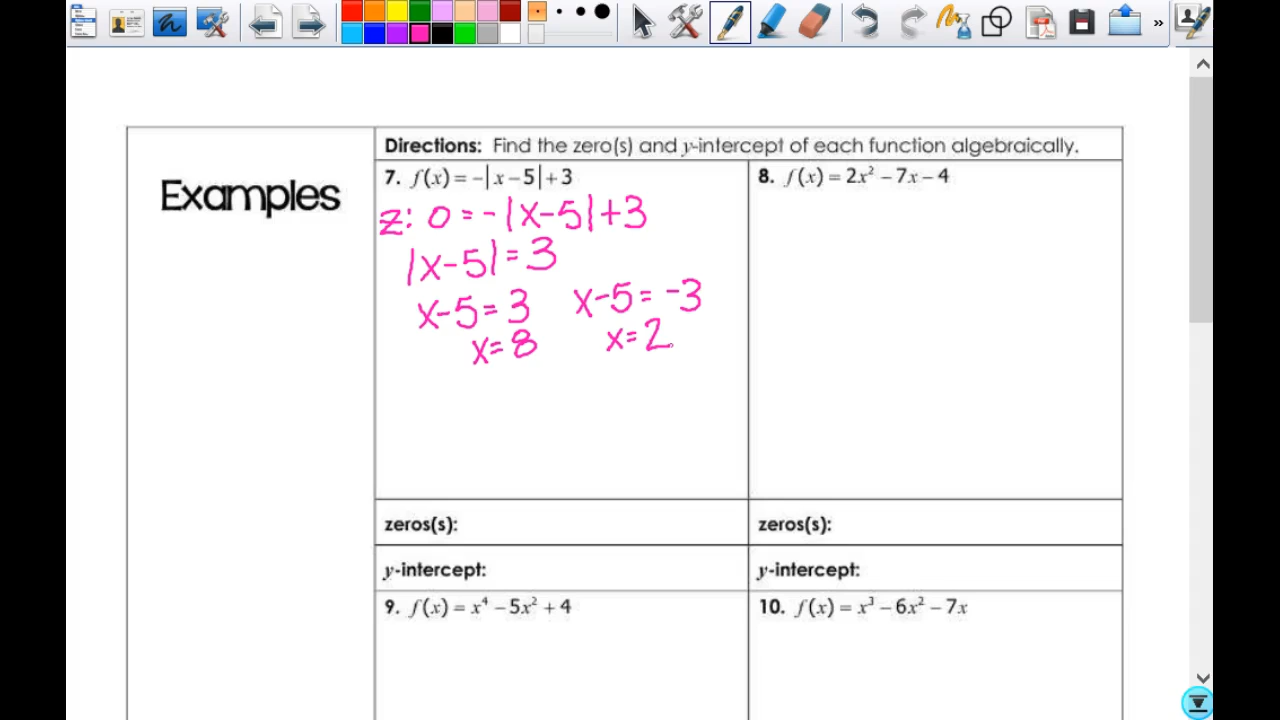 »
Examples
Directions: Find the zero(s) and y-intercept of each function algebraically.
7. f(x) = −|x − 5| + 3
z: 0 = -|x-5|+3
|x-5| = 3
x-5 = 3 x-5 = -3
x=8 x=2
8. f(x) = 2x² − 7x − 4
zeros(s): zeros(s):
y-intercept: y-intercept:
9. f(x) = x⁴ − 5x² + 4
10. f(x) = x³ − 6x² − 7x